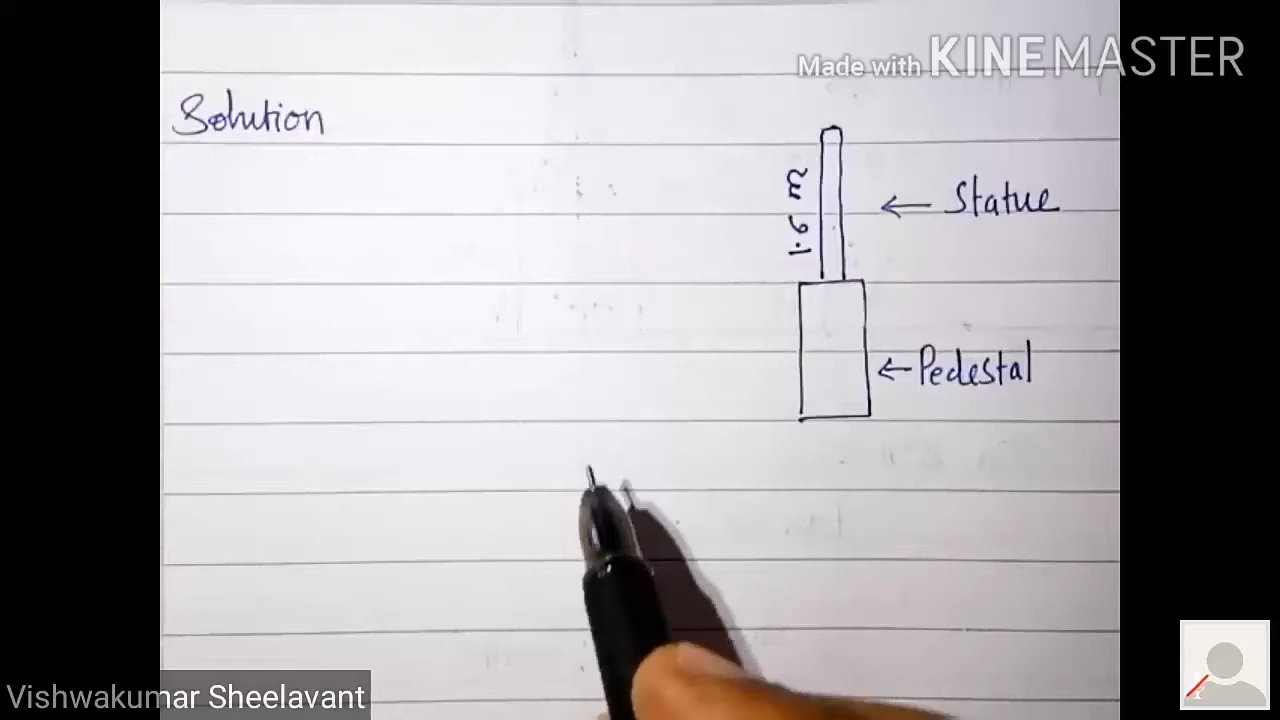 Made with KINEMASTER
Solution
1.6 m
← Statue
← Pedestal
Vishwakumar Sheelavant